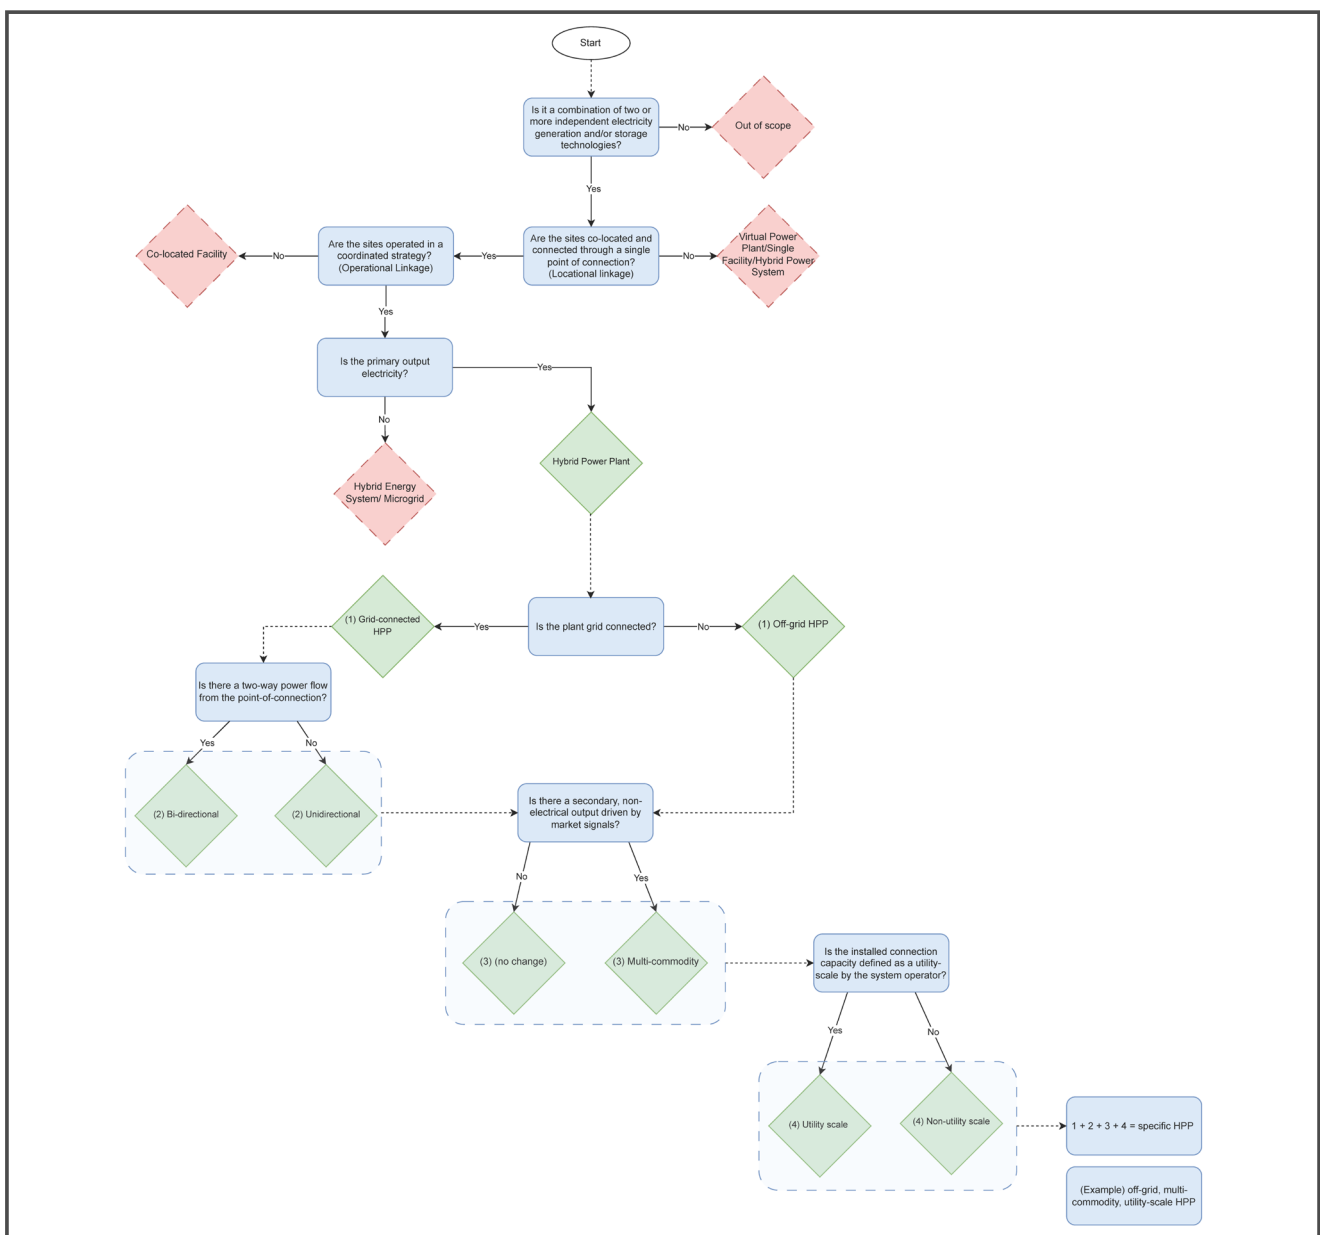 Start
Is it a combination of two or
more independent electricity
generation and/or storage
technologies?
No
Out of scope
Yes
Are the sites co-located and
connected through a single
point of connection?
(Locational linkage)
No
Virtual Power
Plant/Single
Facility/Hybrid Power
System
Yes
Are the sites operated in a
coordinated strategy?
(Operational Linkage)
No
Co-located Facility
Yes
Is the primary output
electricity?
Yes
No
Hybrid Energy
System/ Microgrid
Hybrid Power Plant
Is the plant grid connected?
Yes
(1) Grid-connected
HPP
No
(1) Off-grid HPP
Is there a two-way power flow
from the point-of-connection?
Yes
No
(2) Bi-directional
(2) Unidirectional
Is there a secondary, non-
electrical output driven by
market signals?
No
Yes
(3) (no change)
(3) Multi-commodity
Is the installed connection
capacity defined as a utility-
scale by the system operator?
Yes
No
(4) Utility scale
(4) Non-utility scale
1 + 2 + 3 + 4 = specific HPP
(Example) off-grid, multi-
commodity, utility-scale HPP